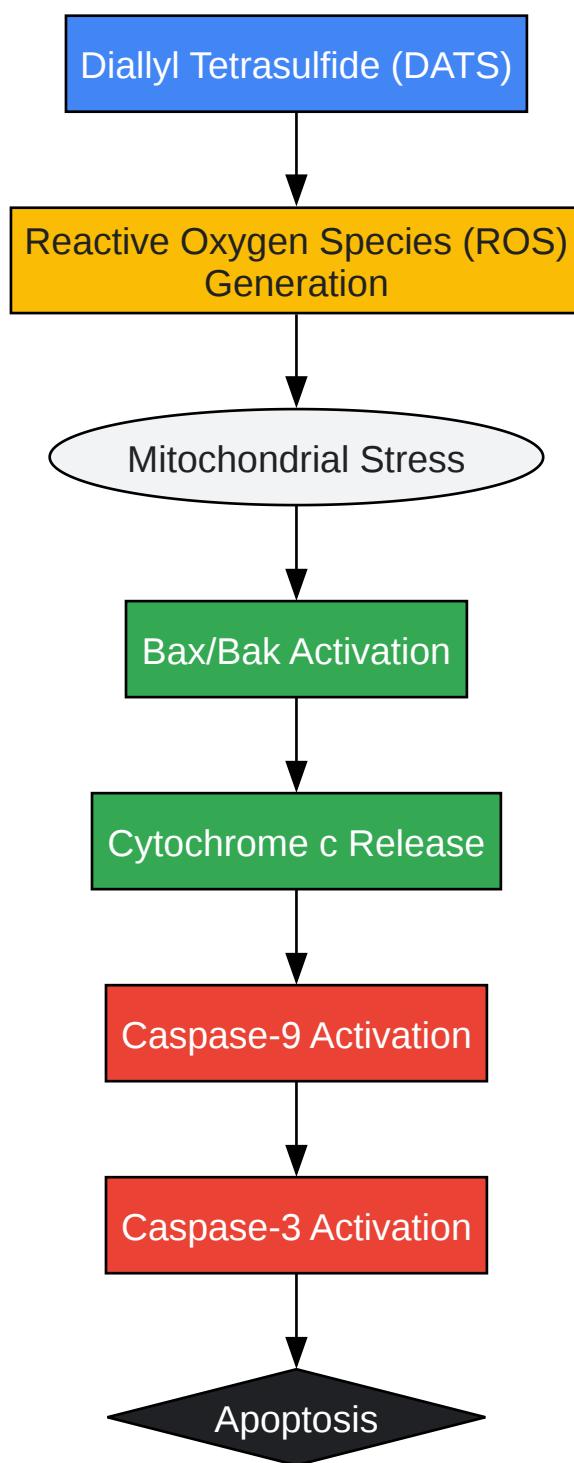 Diallyl Tetrasulfide (DATS)
Reactive Oxygen Species (ROS)
Generation
Mitochondrial Stress
Bax/Bak Activation
Cytochrome c Release
Caspase-9 Activation
Caspase-3 Activation
Apoptosis